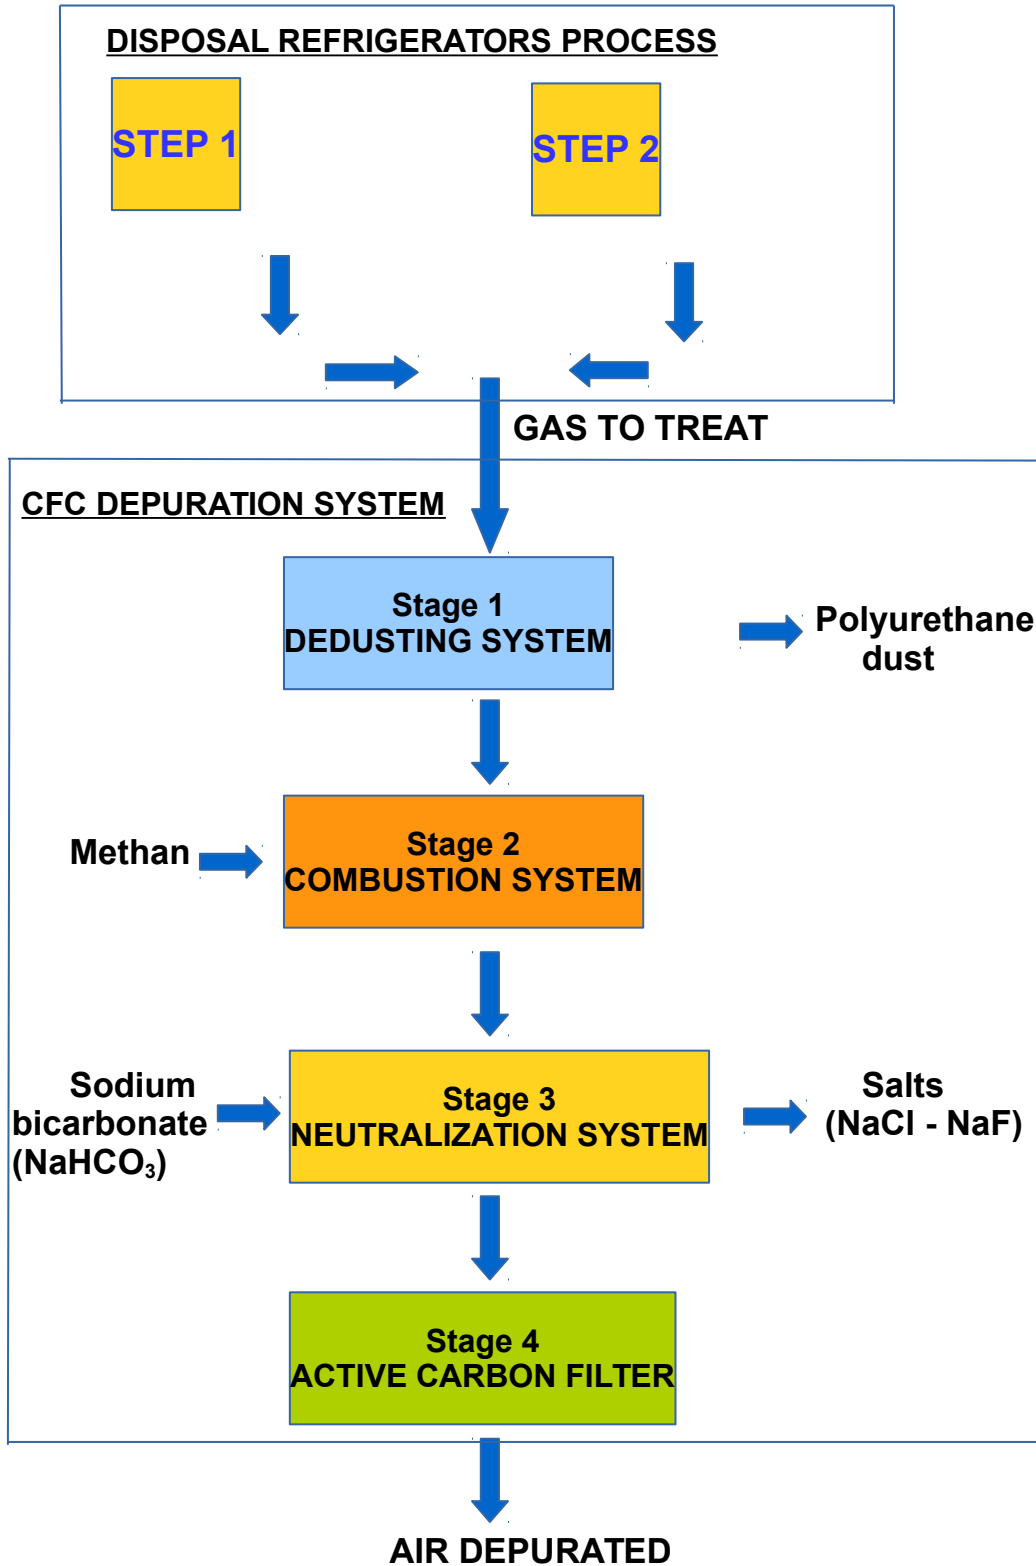 DISPOSAL REFRIGERATORS PROCESS
STEP 1
STEP 2
GAS TO TREAT
CFC DEPURATION SYSTEM
Stage 1
DEDUSTING SYSTEM
Polyurethane
dust
Methan
Stage 2
COMBUSTION SYSTEM
Sodium
bicarbonate
(NaHCO₃)
Stage 3
NEUTRALIZATION SYSTEM
Salts
(NaCl - NaF)
Stage 4
ACTIVE CARBON FILTER
AIR DEPURATED